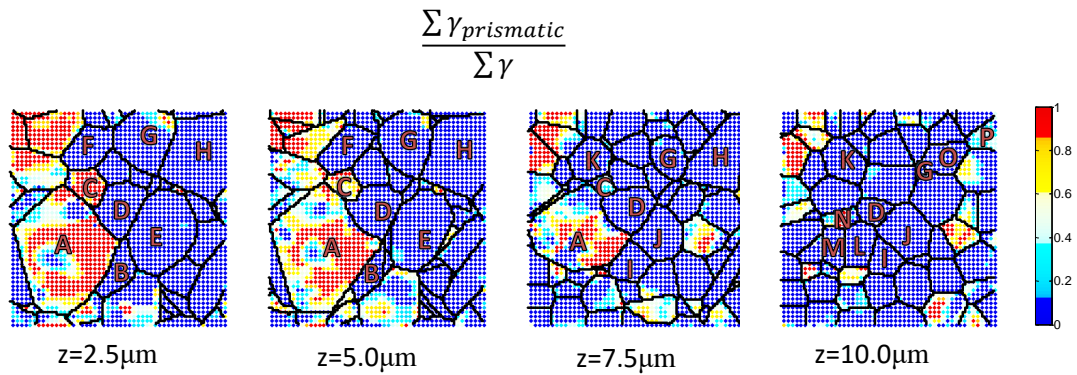 ∑ γprismatic
∑ γ
F G H C D A E B
F G H C D A E B
K G H C D A J I
P K O G N D M L J I
1
0.8
0.6
0.4
0.2
0
z=2.5μm z=5.0μm z=7.5μm z=10.0μm